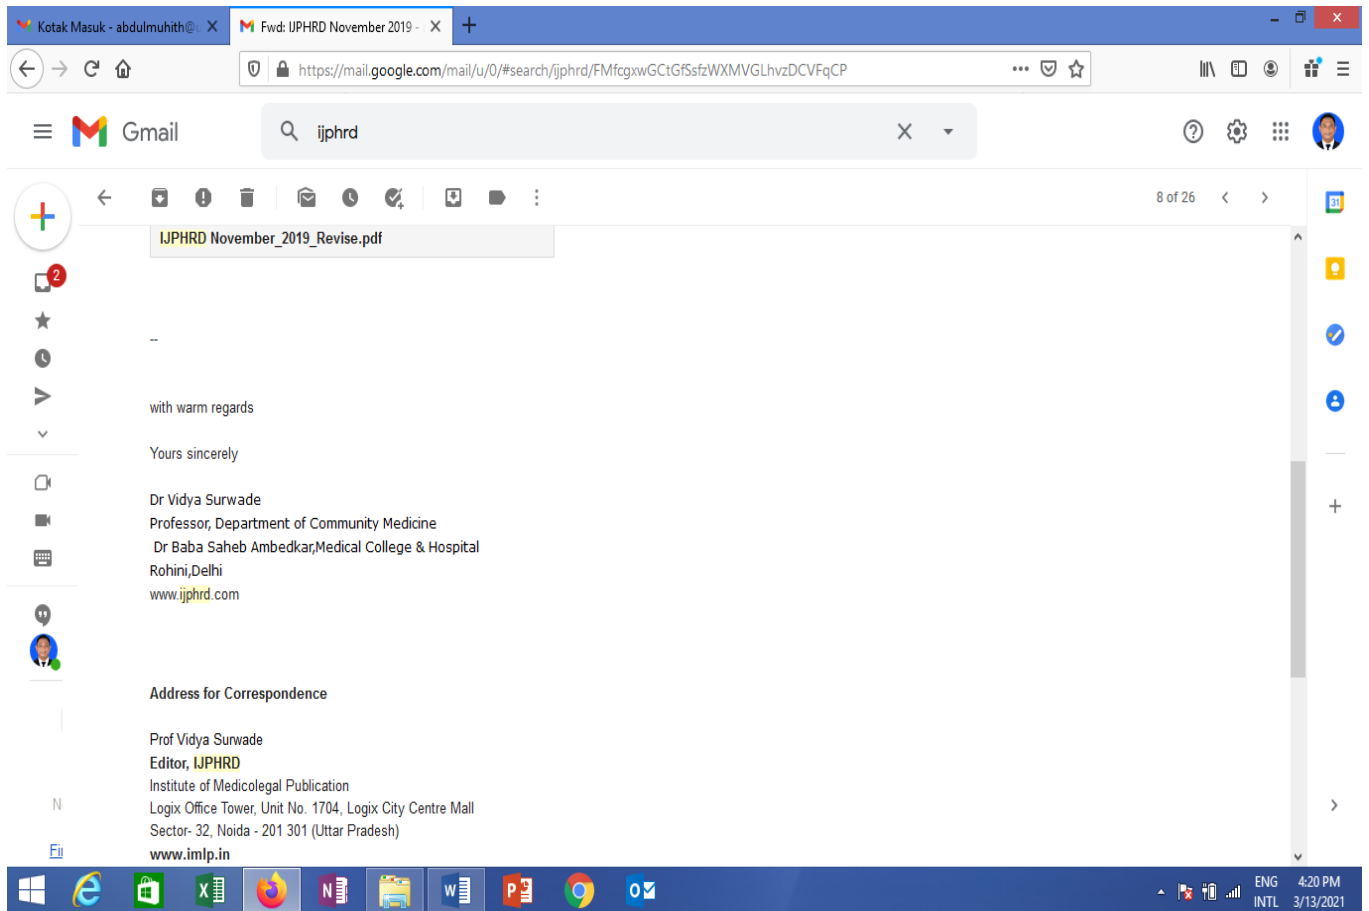 Kotak Masuk - abdulmuhith@
Fwd: IJPHRD November 2019 -
https://mail.google.com/mail/u/0/#search/ijphrd/FMfcgxwGCtGfSsfzWXMVGLhvzDCVFqCP
Gmail
ijphrd
8 of 26
31
IJPHRD November_2019_Revise.pdf
2
--
with warm regards
Yours sincerely
Dr Vidya Surwade
Professor, Department of Community Medicine
Dr Baba Saheb Ambedkar,Medical College & Hospital
Rohini,Delhi
www.ijphrd.com
Address for Correspondence
Prof Vidya Surwade
Editor, IJPHRD
Institute of Medicolegal Publication
N
Logix Office Tower, Unit No. 1704, Logix City Centre Mall
Sector- 32, Noida - 201 301 (Uttar Pradesh)
www.imlp.in
ENG 4:20 PM
INTL 3/13/2021